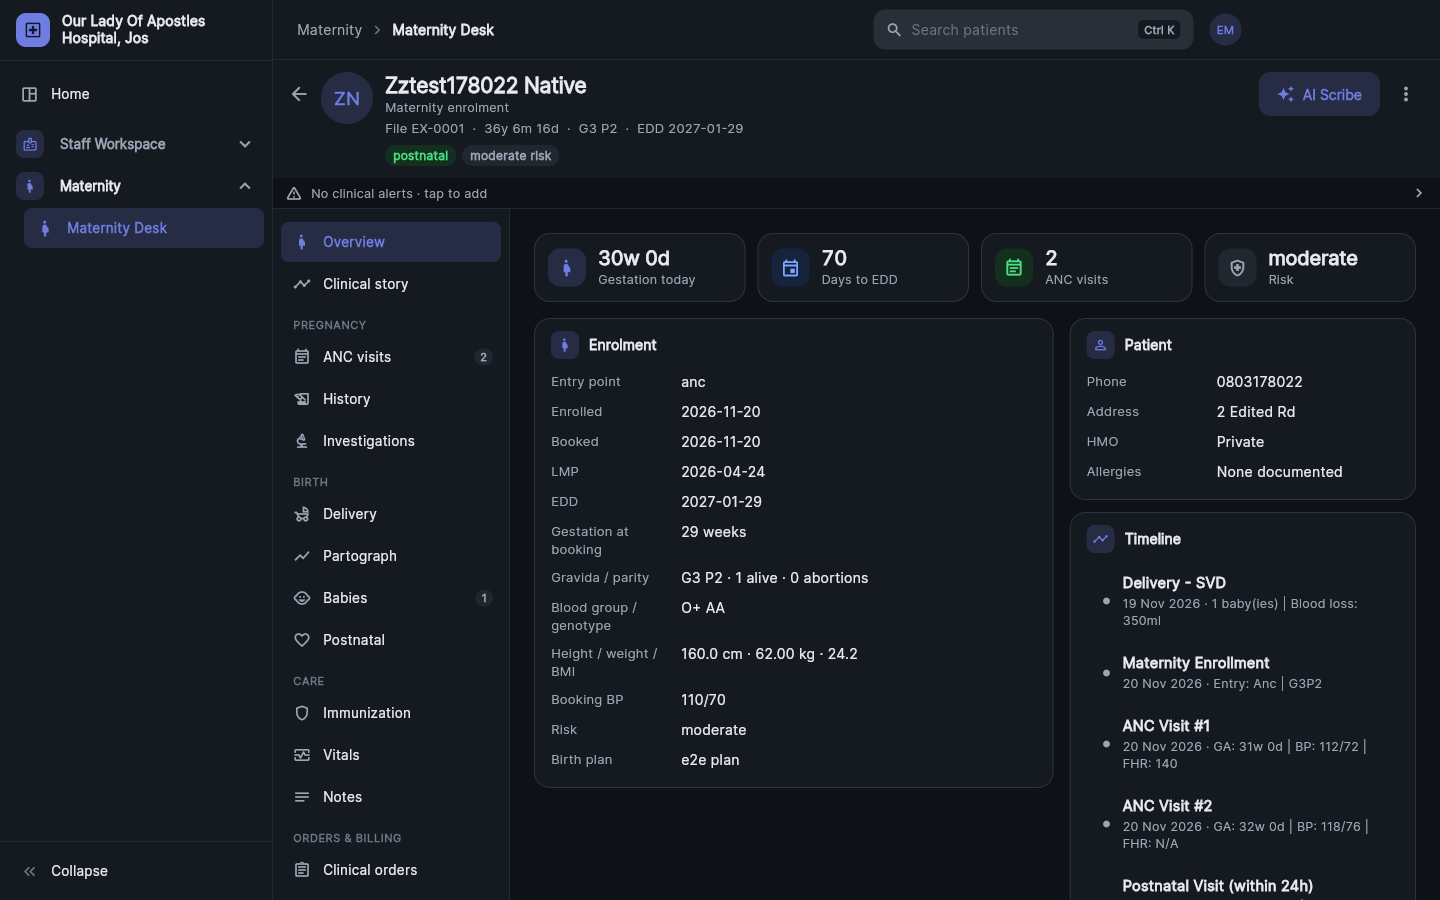 Our Lady Of Apostles
Hospital, Jos
Home
Staff Workspace
Maternity
Maternity Desk
Collapse
Maternity > Maternity Desk
Search patients
Ctrl K
EM
ZN
Zztest178022 Native
Maternity enrolment
File EX-0001 · 36y 6m 16d · G3 P2 · EDD 2027-01-29
postnatal
moderate risk
AI Scribe
No clinical alerts · tap to add
Overview
Clinical story
PREGNANCY
ANC visits 2
History
Investigations
BIRTH
Delivery
Partograph
Babies 1
Postnatal
CARE
Immunization
Vitals
Notes
ORDERS & BILLING
Clinical orders
30w 0d
Gestation today
70
Days to EDD
2
ANC visits
moderate
Risk
Enrolment
Entry point anc
Enrolled 2026-11-20
Booked 2026-11-20
LMP 2026-04-24
EDD 2027-01-29
Gestation at 29 weeks
booking
Gravida / parity G3 P2 · 1 alive · 0 abortions
Blood group / O+ AA
genotype
Height / weight / 160.0 cm · 62.00 kg · 24.2
BMI
Booking BP 110/70
Risk moderate
Birth plan e2e plan
Patient
Phone 0803178022
Address 2 Edited Rd
HMO Private
Allergies None documented
Timeline
Delivery - SVD
19 Nov 2026 · 1 baby(ies) | Blood loss:
350ml
Maternity Enrollment
20 Nov 2026 · Entry: Anc | G3P2
ANC Visit #1
20 Nov 2026 · GA: 31w 0d | BP: 112/72 |
FHR: 140
ANC Visit #2
20 Nov 2026 · GA: 32w 0d | BP: 118/76 |
FHR: N/A
Postnatal Visit (within 24h)